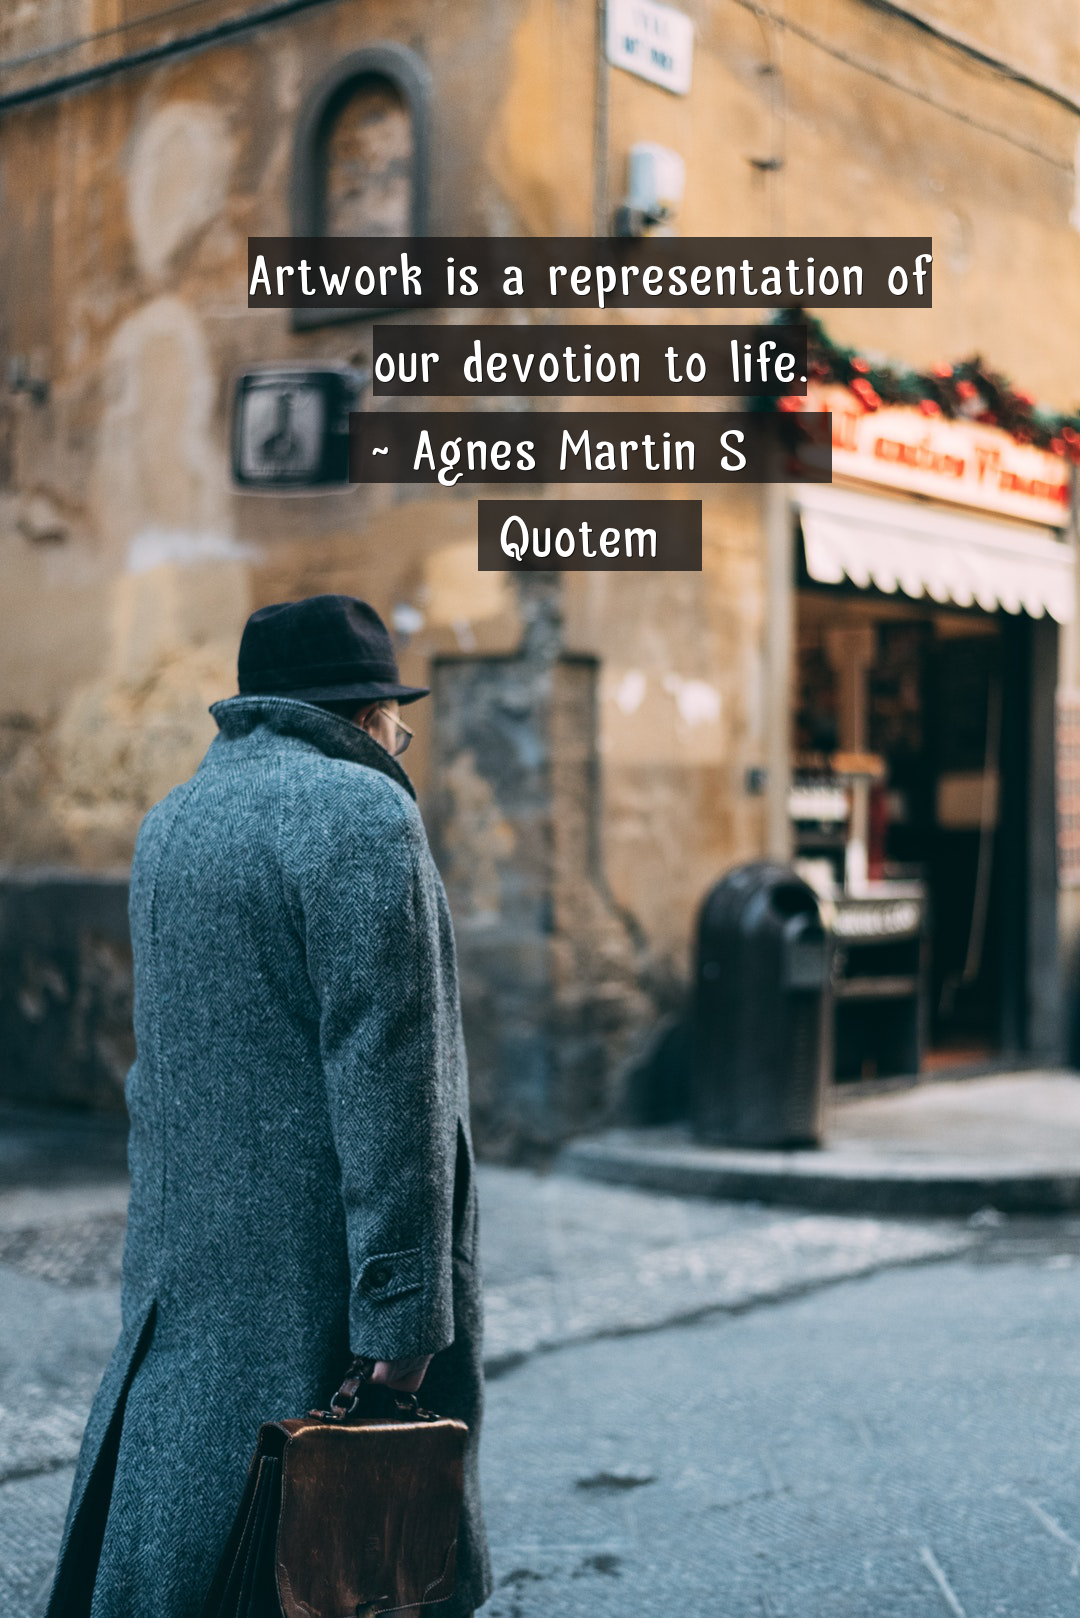 Artwork is a representation of
our devotion to life.
~ Agnes Martin S
Quotem